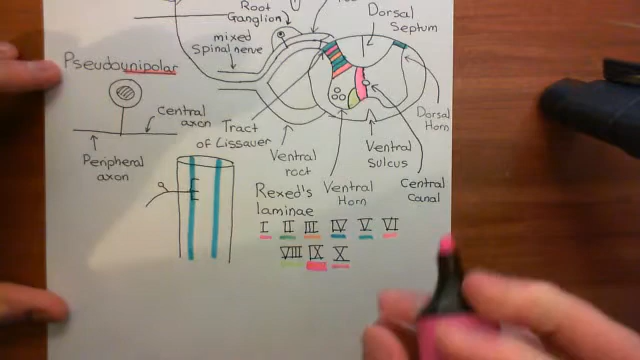 Root
Ganglion
Dorsal
Septum
mixed
Spinal nerve
Pseudounipolar
Central
axon
Peripheral
axon
Tract
of Lissauer
Dorsal
Horn
Ventral
root
Ventral
Sulcus
Ventral
Horn
Central
Canal
Rexed's
laminae
I II III IV V VI
VIII IX X